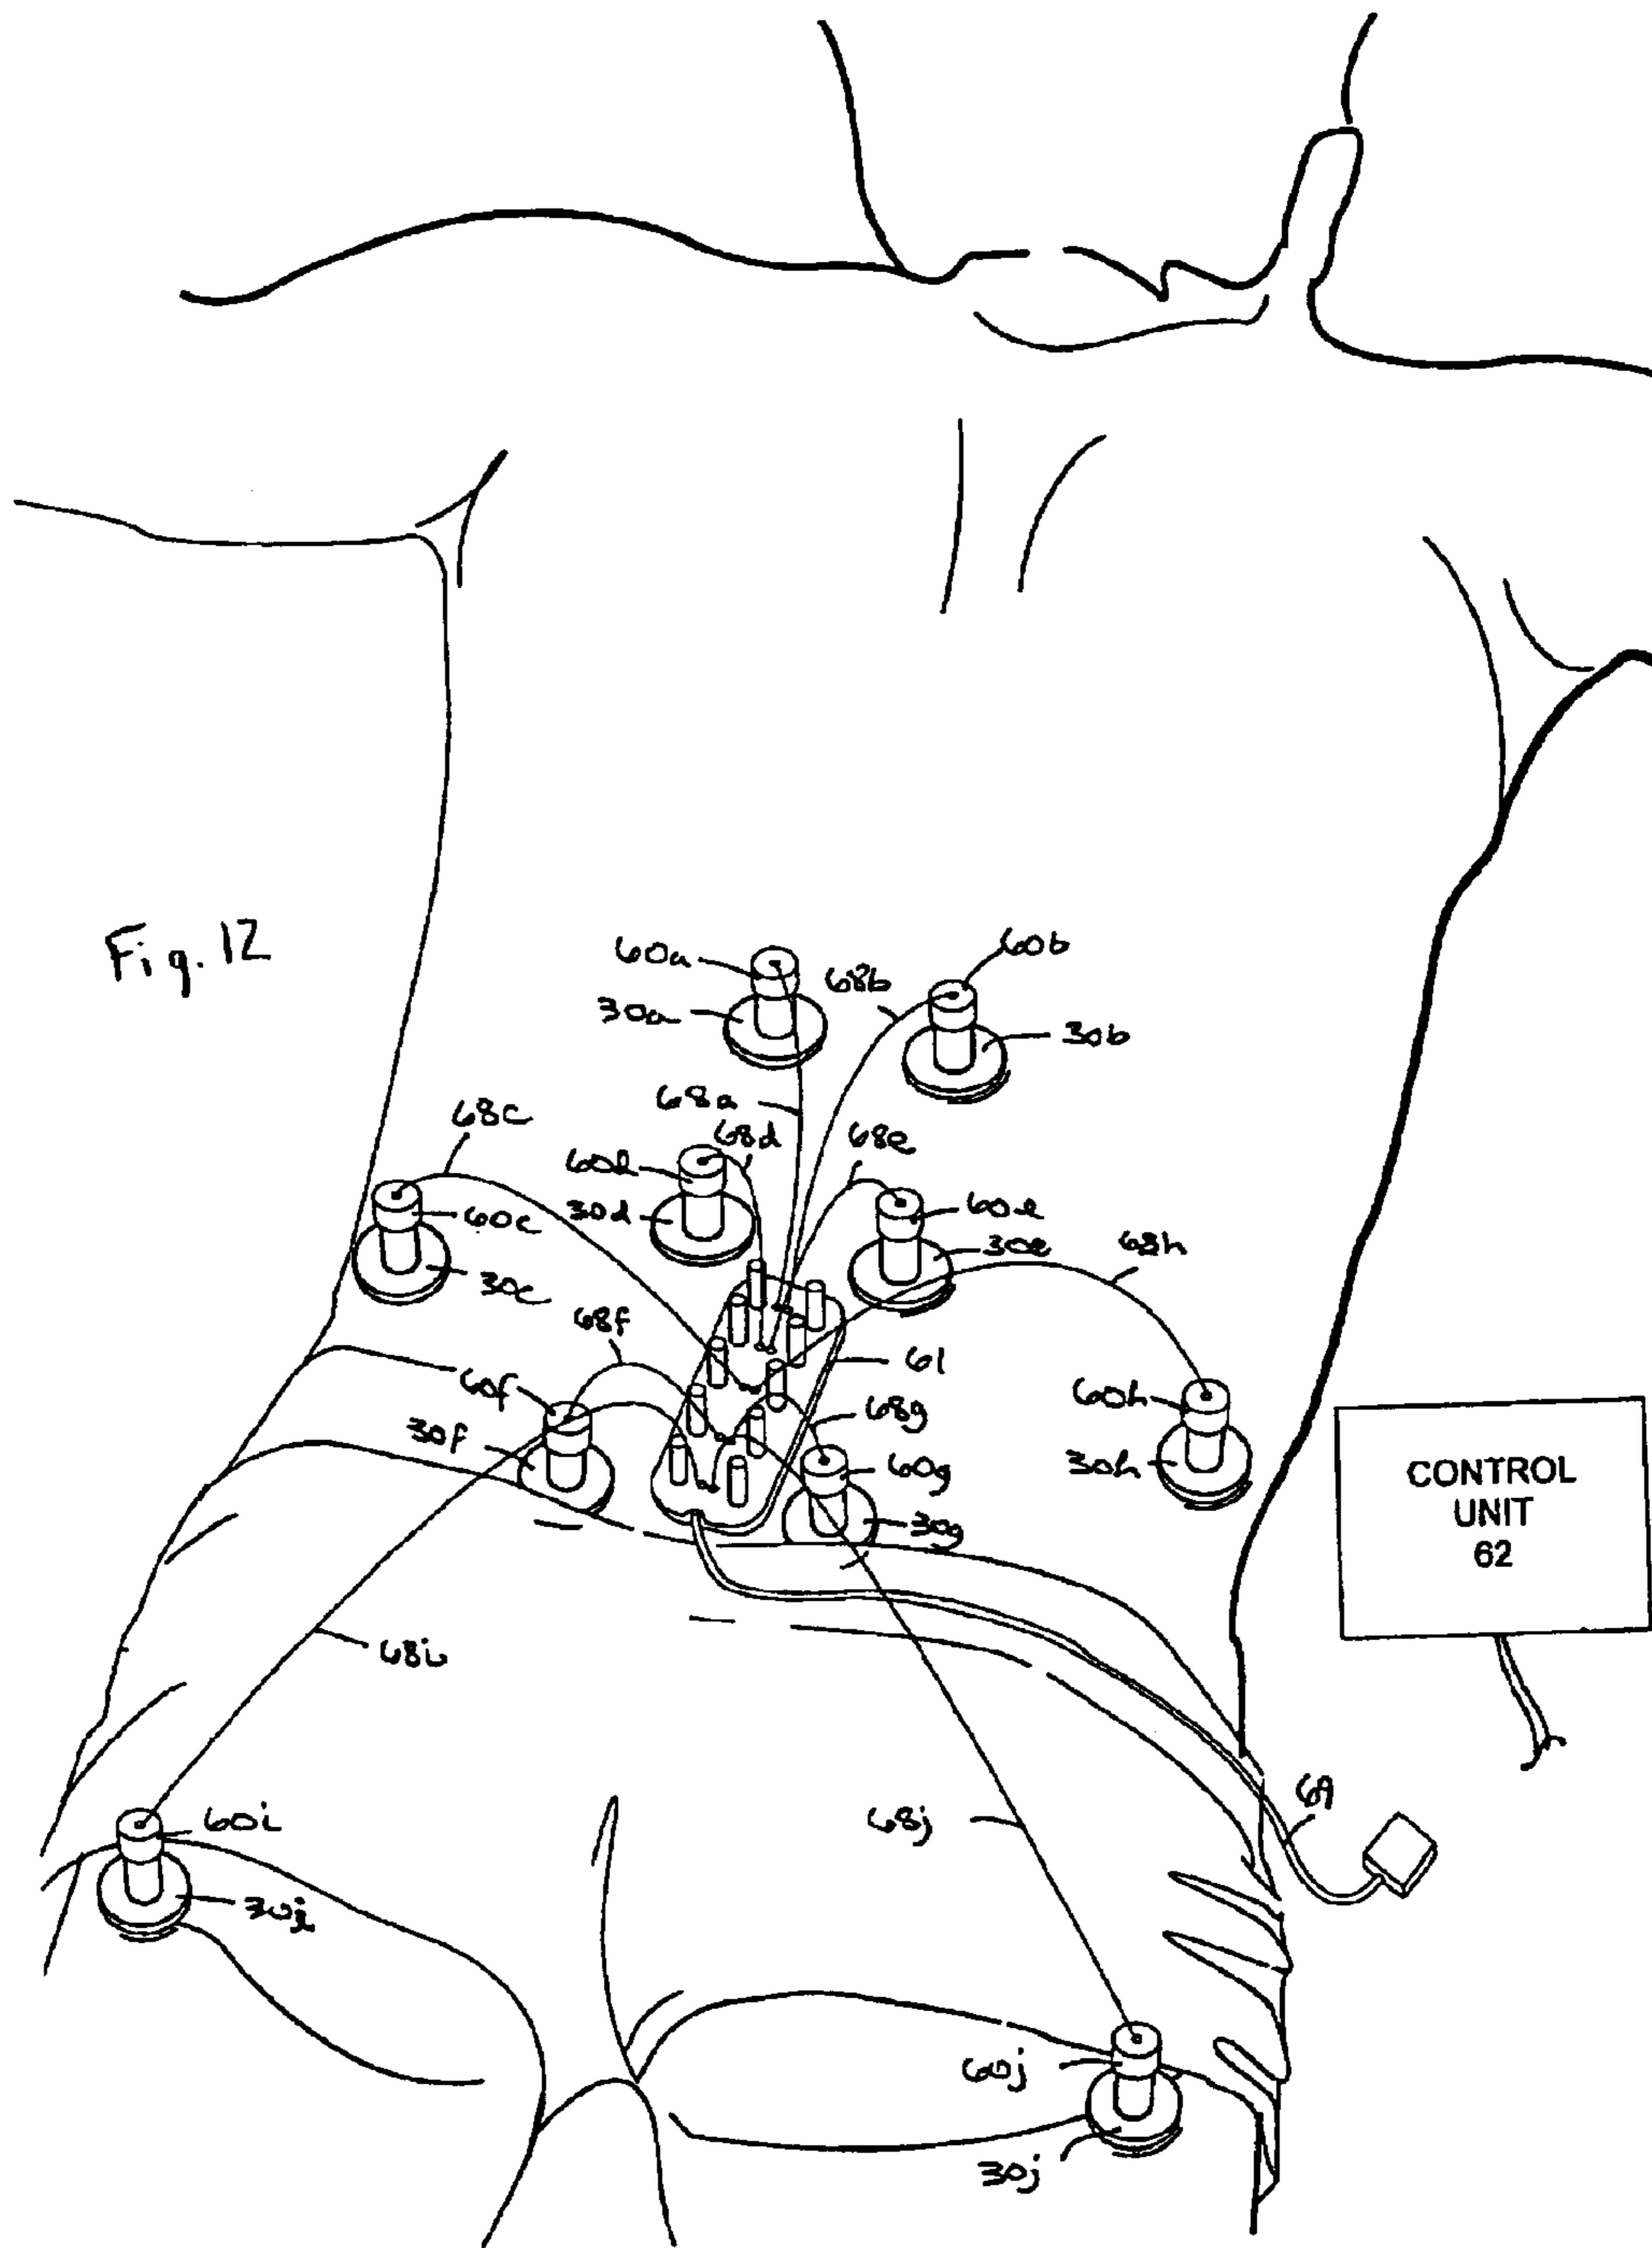 Fig. 12
60a
60b
68b
30a
30b
68a
68c
68d
68e
60d
60c
30d
60e
30e
68h
30c
68f
61
60f
60h
68g
30f
60g
30h
30g
CONTROL
UNIT
62
68i
69
60i
68j
30i
60j
30j